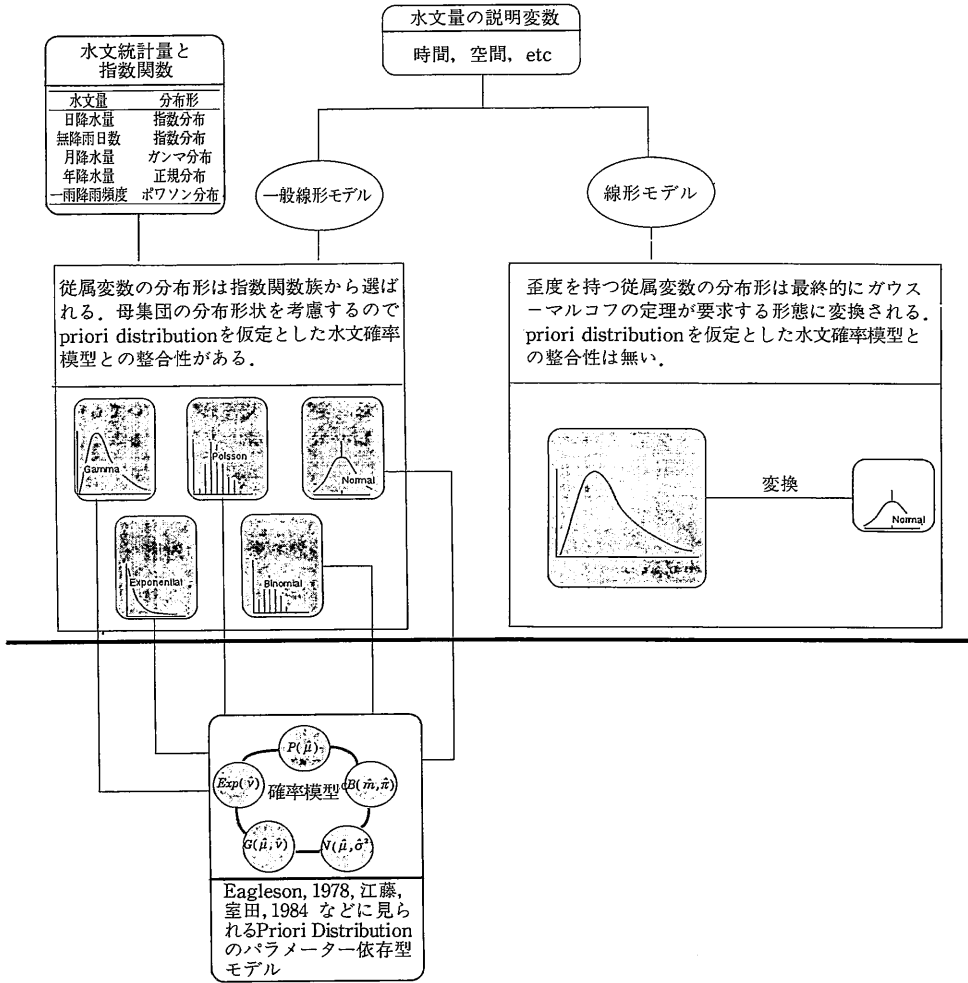 水文量の説明変数
時間，空間，etc
水文統計量と
指数関数
水文量 分布形
日降水量 指数分布
無降雨日数 指数分布
月降水量 ガンマ分布
年降水量 正規分布
一雨降雨頻度 ポワソン分布
一般線形モデル
線形モデル
従属変数の分布形は指数関数族から選ば
れる．母集団の分布形状を考慮するので
priori distributionを仮定とした水文確率
模型との整合性がある．
歪度を持つ従属変数の分布形は最終的にガウス
－マルコフの定理が要求する形態に変換される．
priori distributionを仮定とした水文確率模型と
の整合性は無い．
Gamma
Poisson
Normal
Exponential
Binomial
変換
Normal
P(μ̂)
Exp(ν̂)
確率模型
B(m̂,π̂)
G(μ̂,ν̂)
N(μ̂,σ̂²
Eagleson, 1978, 江藤,
室田, 1984 などに見ら
れるPriori Distribution
のパラメーター依存型
モデル